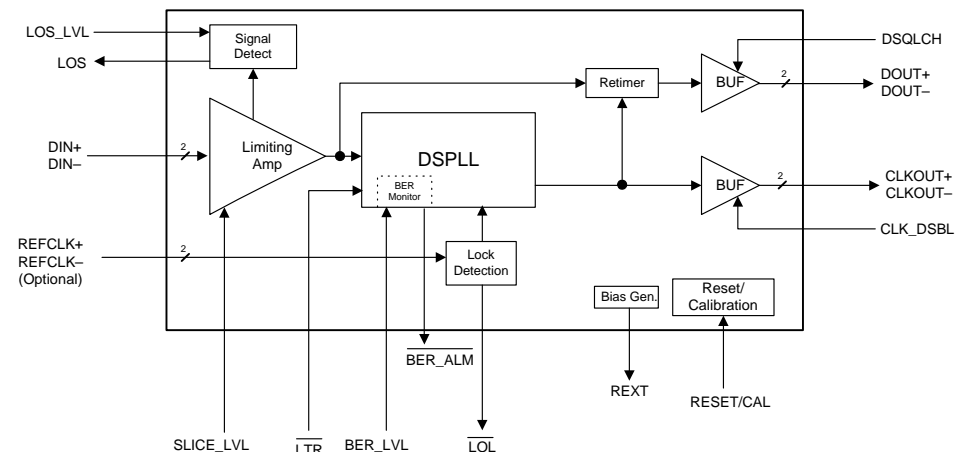 LOS_LVL
LOS
Signal
Detect
DSQLCH
DIN+
DIN–
2
Limiting
Amp
Retimer
BUF
2
DOUT+
DOUT–
DSPLL
BER
Monitor
BUF
2
CLKOUT+
CLKOUT–
CLK_DSBL
REFCLK+
REFCLK–
(Optional)
2
Lock
Detection
Bias Gen.
Reset/
Calibration
BER_ALM
REXT
RESET/CAL
SLICE_LVL
LTR
BER_LVL
LOL